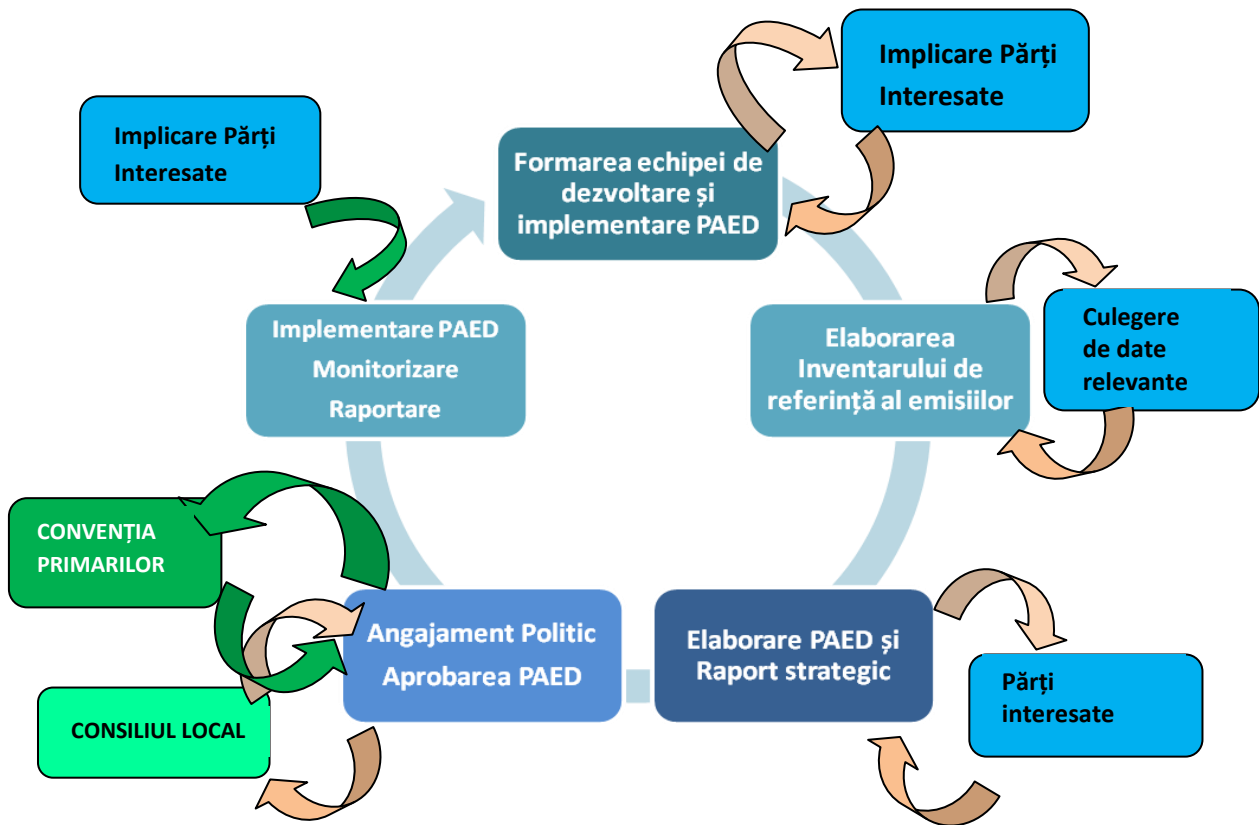 Implicare Părți
Interesate
Implicare Părți
Interesate
Formarea echipei de
dezvoltare și
implementare PAED
Implementare PAED
Monitorizare
Raportare
Elaborarea
Inventarului de
referință al emisiilor
Culegere
de date
relevante
CONVENȚIA
PRIMARILOR
Angajament Politic
Aprobarea PAED
Elaborare PAED și
Raport strategic
Părți
interesate
CONSILIUL LOCAL